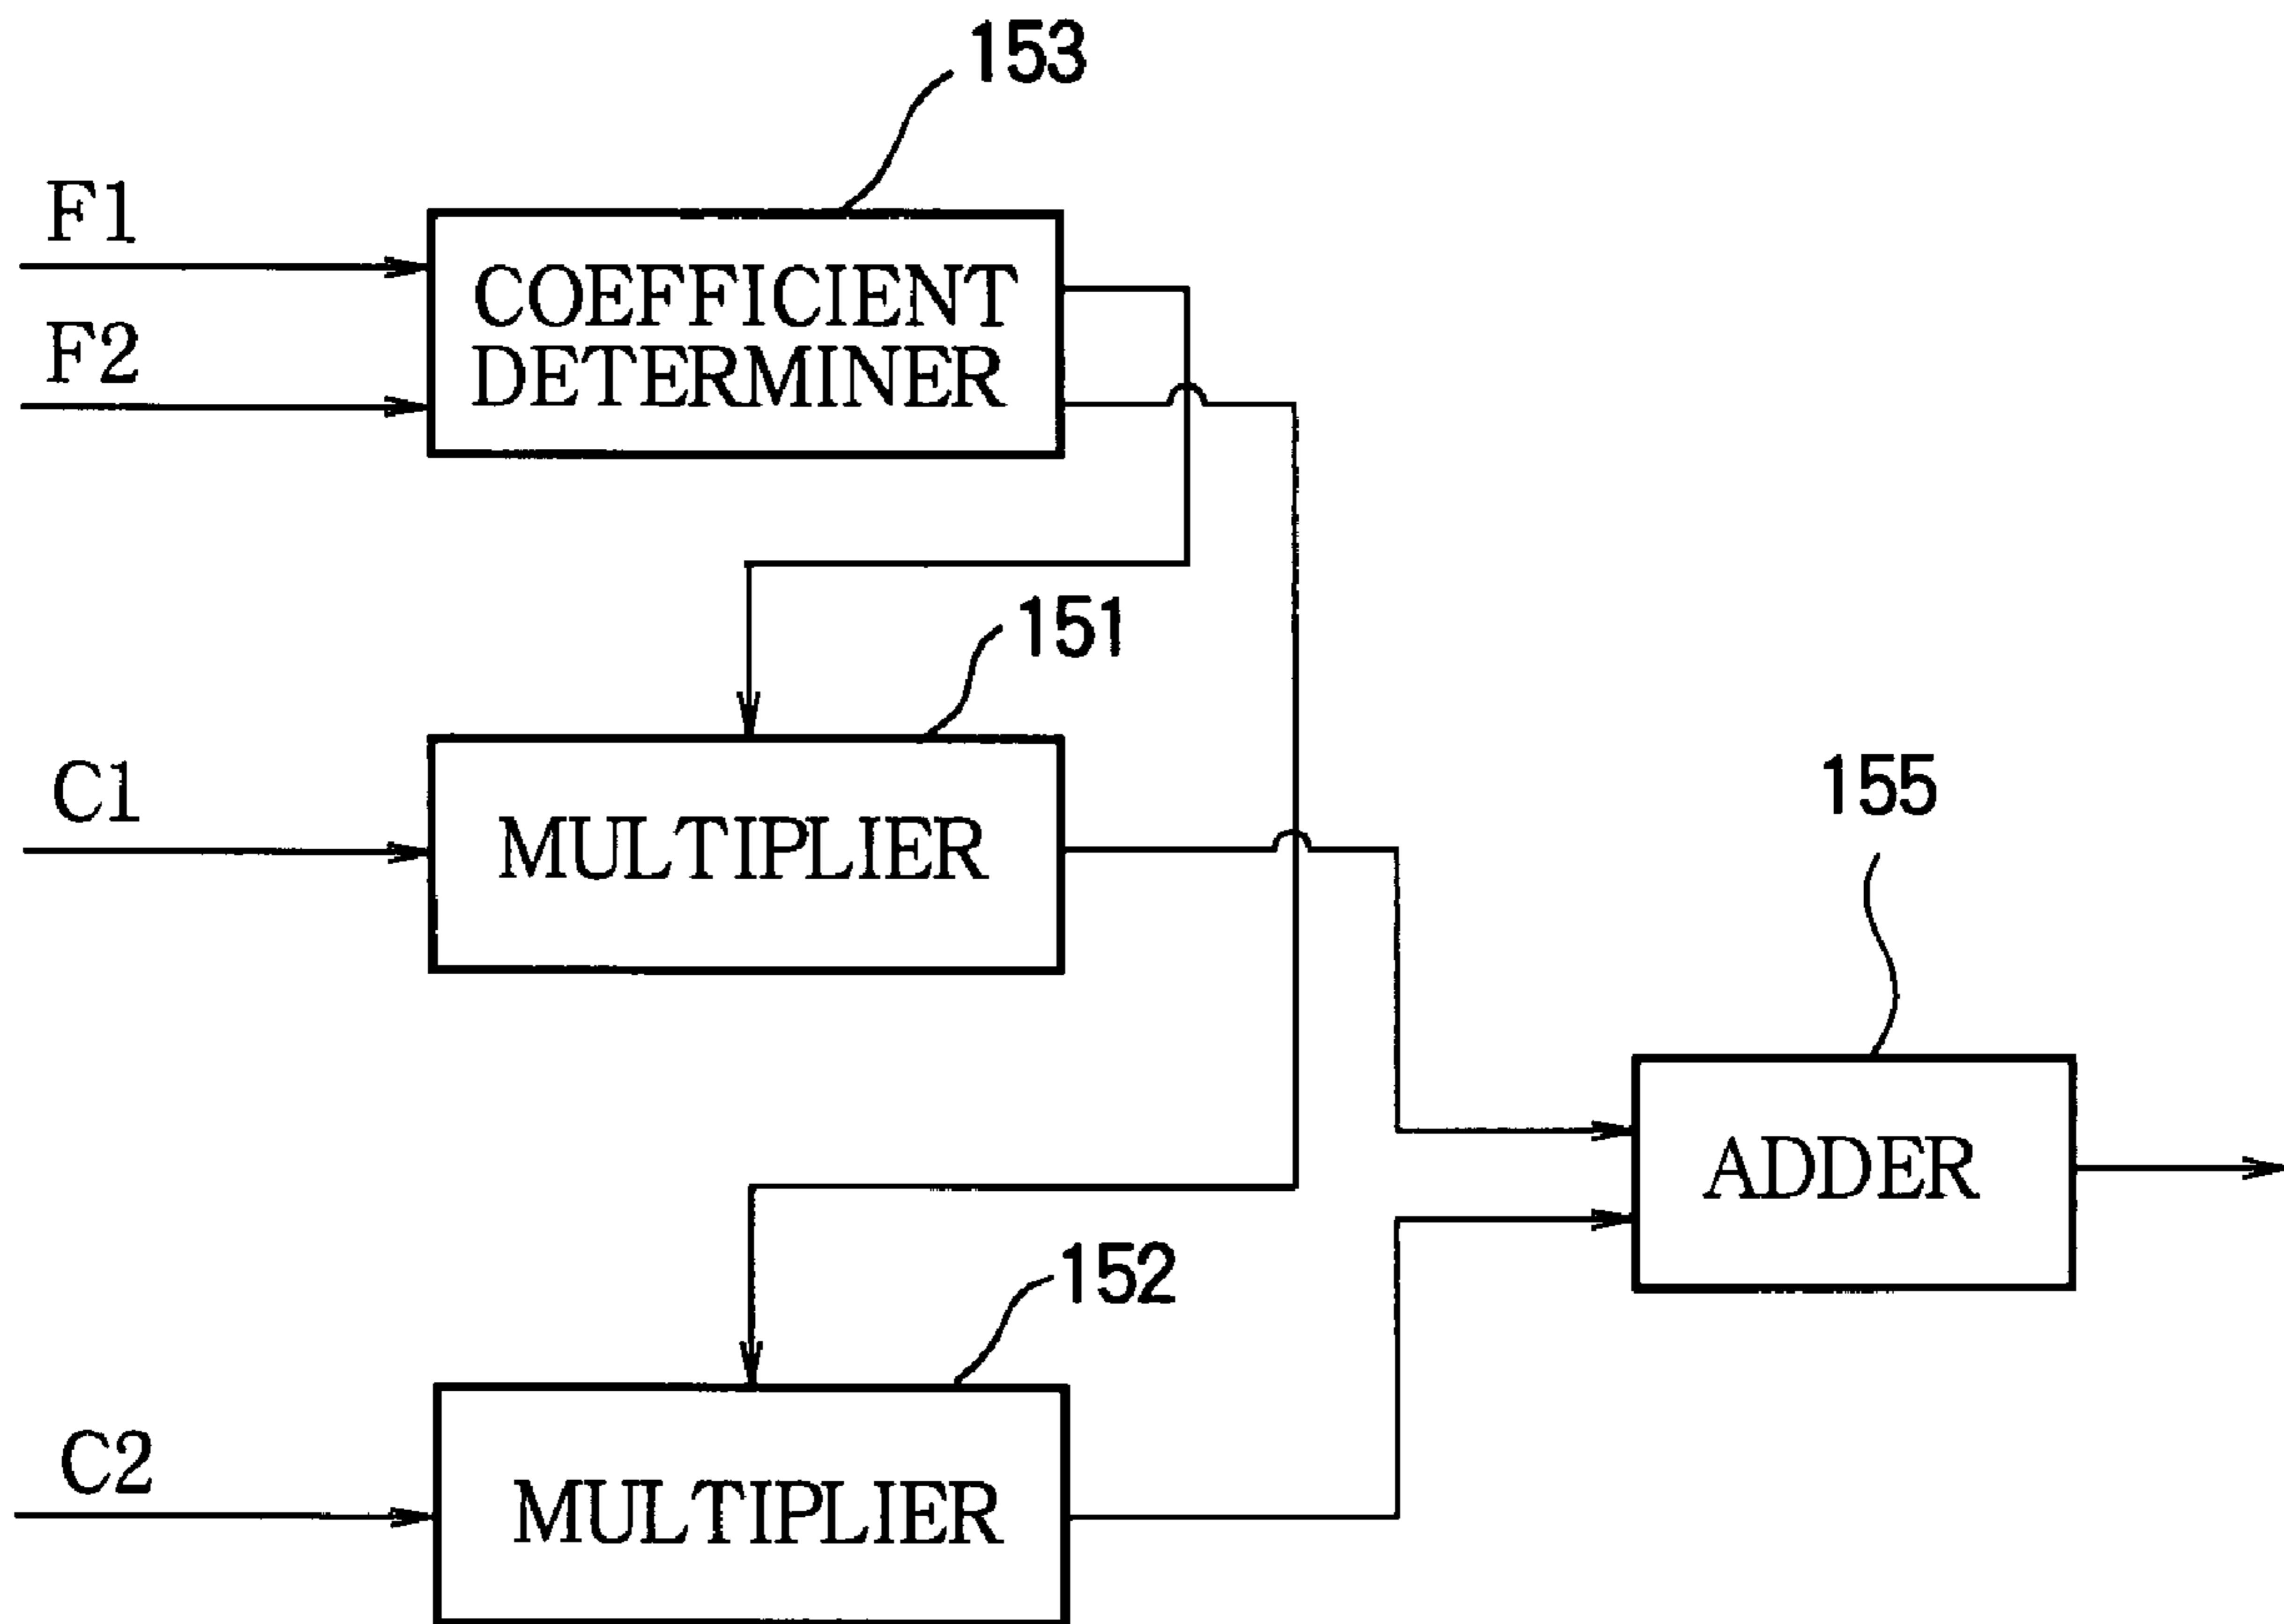 153
F1
F2
COEFFICIENT
DETERMINER
151
C1
MULTIPLIER
155
ADDER
152
C2
MULTIPLIER